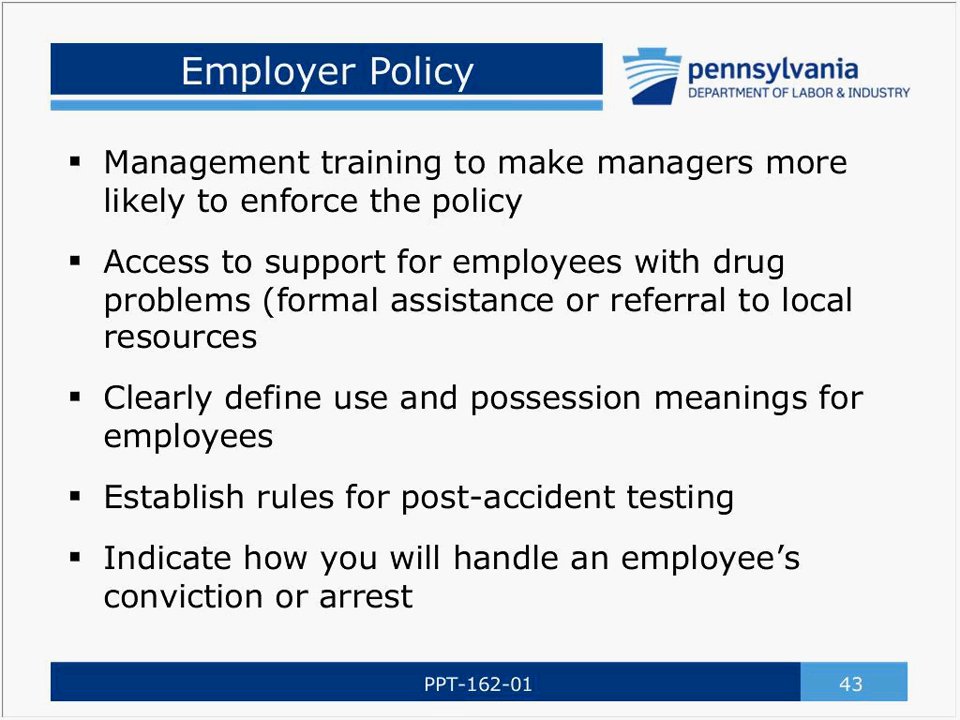 Employer Policy
pennsylvania
DEPARTMENT OF LABOR & INDUSTRY
▪ Management training to make managers more
likely to enforce the policy
▪ Access to support for employees with drug
problems (formal assistance or referral to local
resources
▪ Clearly define use and possession meanings for
employees
▪ Establish rules for post-accident testing
▪ Indicate how you will handle an employee’s
conviction or arrest
PPT-162-01
43